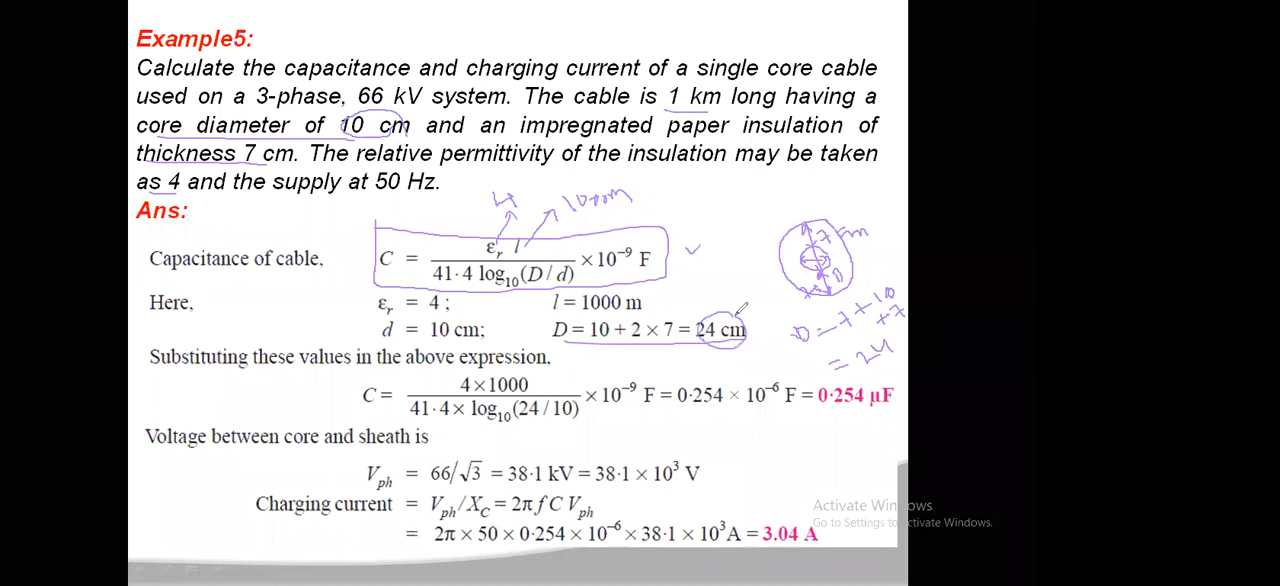 Example5:
Calculate the capacitance and charging current of a single core cable
used on a 3-phase, 66 kV system. The cable is 1 km long having a
core diameter of 10 cm and an impregnated paper insulation of
thickness 7 cm. The relative permittivity of the insulation may be taken
as 4 and the supply at 50 Hz.
Ans:
4 1000m
Capacitance of cable, C = εr l / 41·4 log10(D/d) × 10⁻⁹ F
7 cm
Here, εr = 4 ; l = 1000 m
d = 10 cm; D = 10 + 2 × 7 = 24 cm
D = 7 + 10 + 7
= 24
Substituting these values in the above expression,
C = 4×1000 / 41·4× log10(24/10) × 10⁻⁹ F = 0·254 × 10⁻⁶ F = 0·254 μF
Voltage between core and sheath is
Vph = 66/√3 = 38·1 kV = 38·1 × 10³ V
Charging current = Vph/XC = 2π f C Vph
= 2π × 50 × 0·254 × 10⁻⁶ × 38·1 × 10³ A = 3.04 A
Activate Windows
Go to Settings to activate Windows.